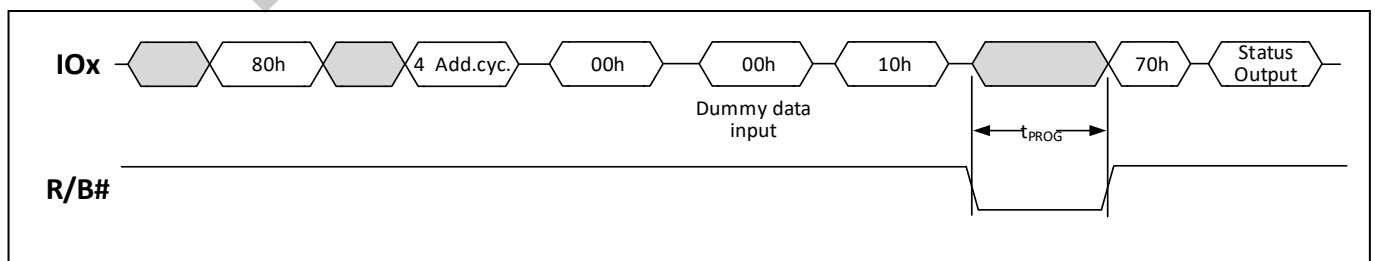 IOx 80h 4 Add.cyc. 00h 00h 10h 70h Status
Output
Dummy data
input
tPROG
R/B#